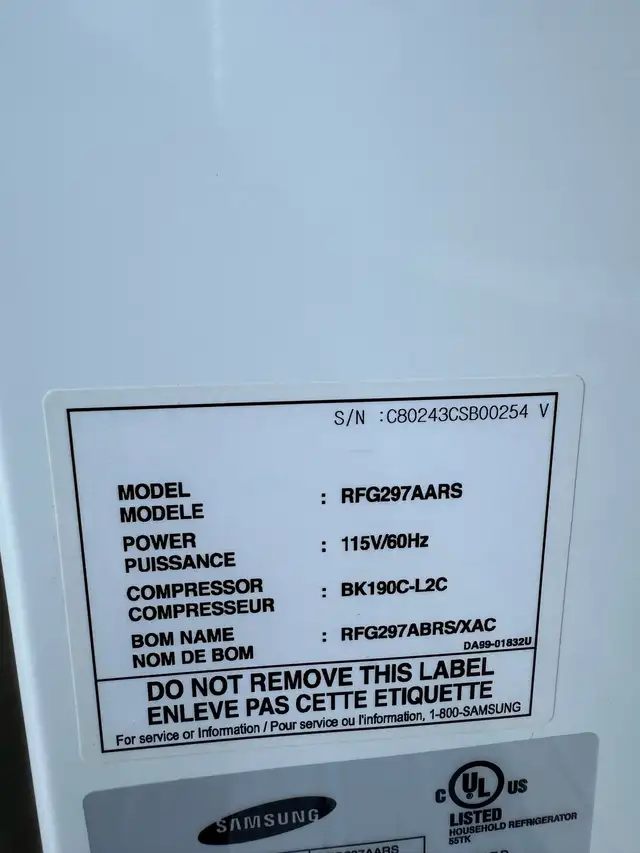 S/N :C80243CSB00254 V
MODEL : RFG297AARS
MODELE
POWER : 115V/60Hz
PUISSANCE
COMPRESSOR : BK190C-L2C
COMPRESSEUR
BOM NAME : RFG297ABRS/XAC
NOM DE BOM
DA99-01832U
DO NOT REMOVE THIS LABEL
ENLEVE PAS CETTE ETIQUETTE
For service or Information / Pour service ou l'information, 1-800-SAMSUNG
C UL US
LISTED
HOUSEHOLD REFRIGERATOR
55TK
SAMSUNG